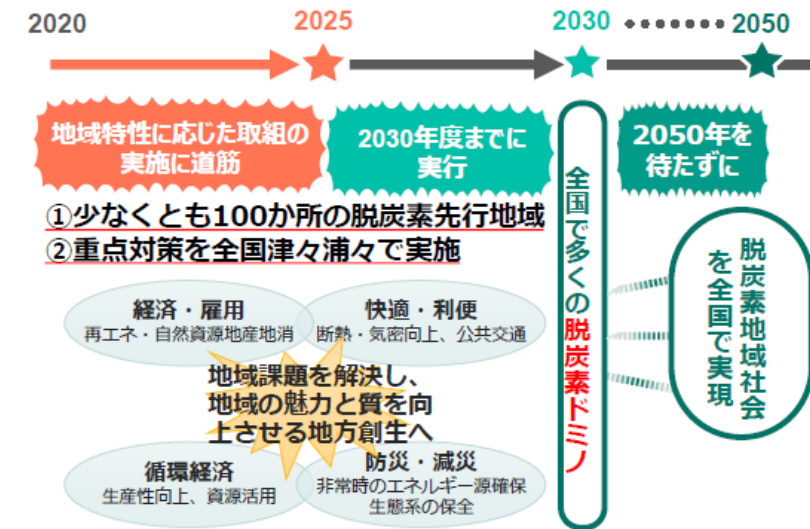 2020
2025
2030
2050
地域特性に応じた取組の
実施に道筋
2030年度までに
実行
2050年を
待たずに
①少なくとも100か所の脱炭素先行地域
②重点対策を全国津々浦々で実施
経済・雇用
再エネ・自然資源地産地消
快適・利便
断熱・気密向上、公共交通
地域課題を解決し、
地域の魅力と質を向
上させる地方創生へ
循環経済
生産性向上、資源活用
防災・減災
非常時のエネルギー源確保
生態系の保全
全国で多くの脱炭素ドミノ
脱炭素地域社会
を全国で実現